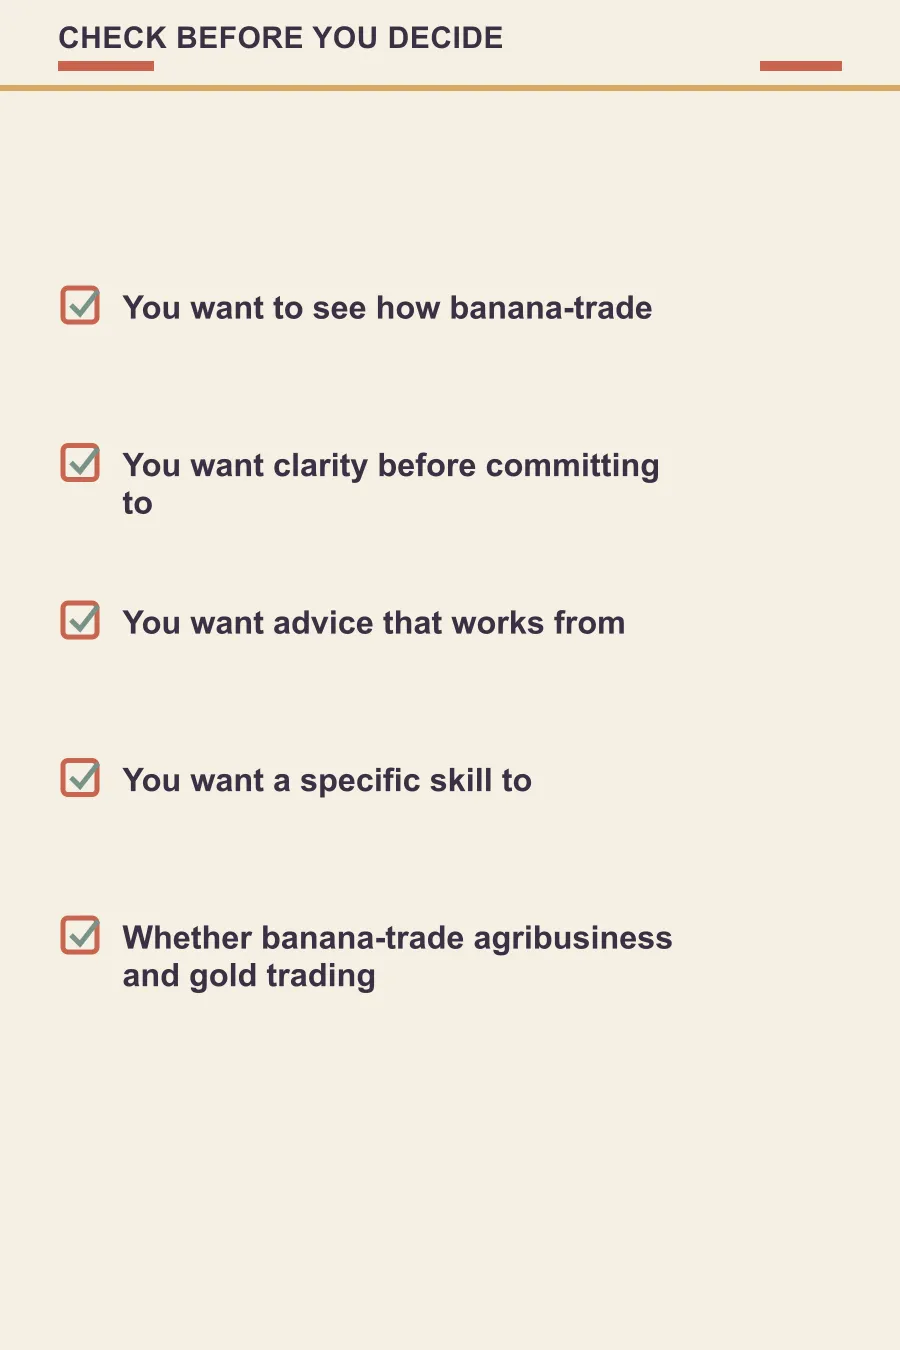 CHECK BEFORE YOU DECIDE
You want to see how banana-trade
You want clarity before committing
to
You want advice that works from
You want a specific skill to
Whether banana-trade agribusiness
and gold trading